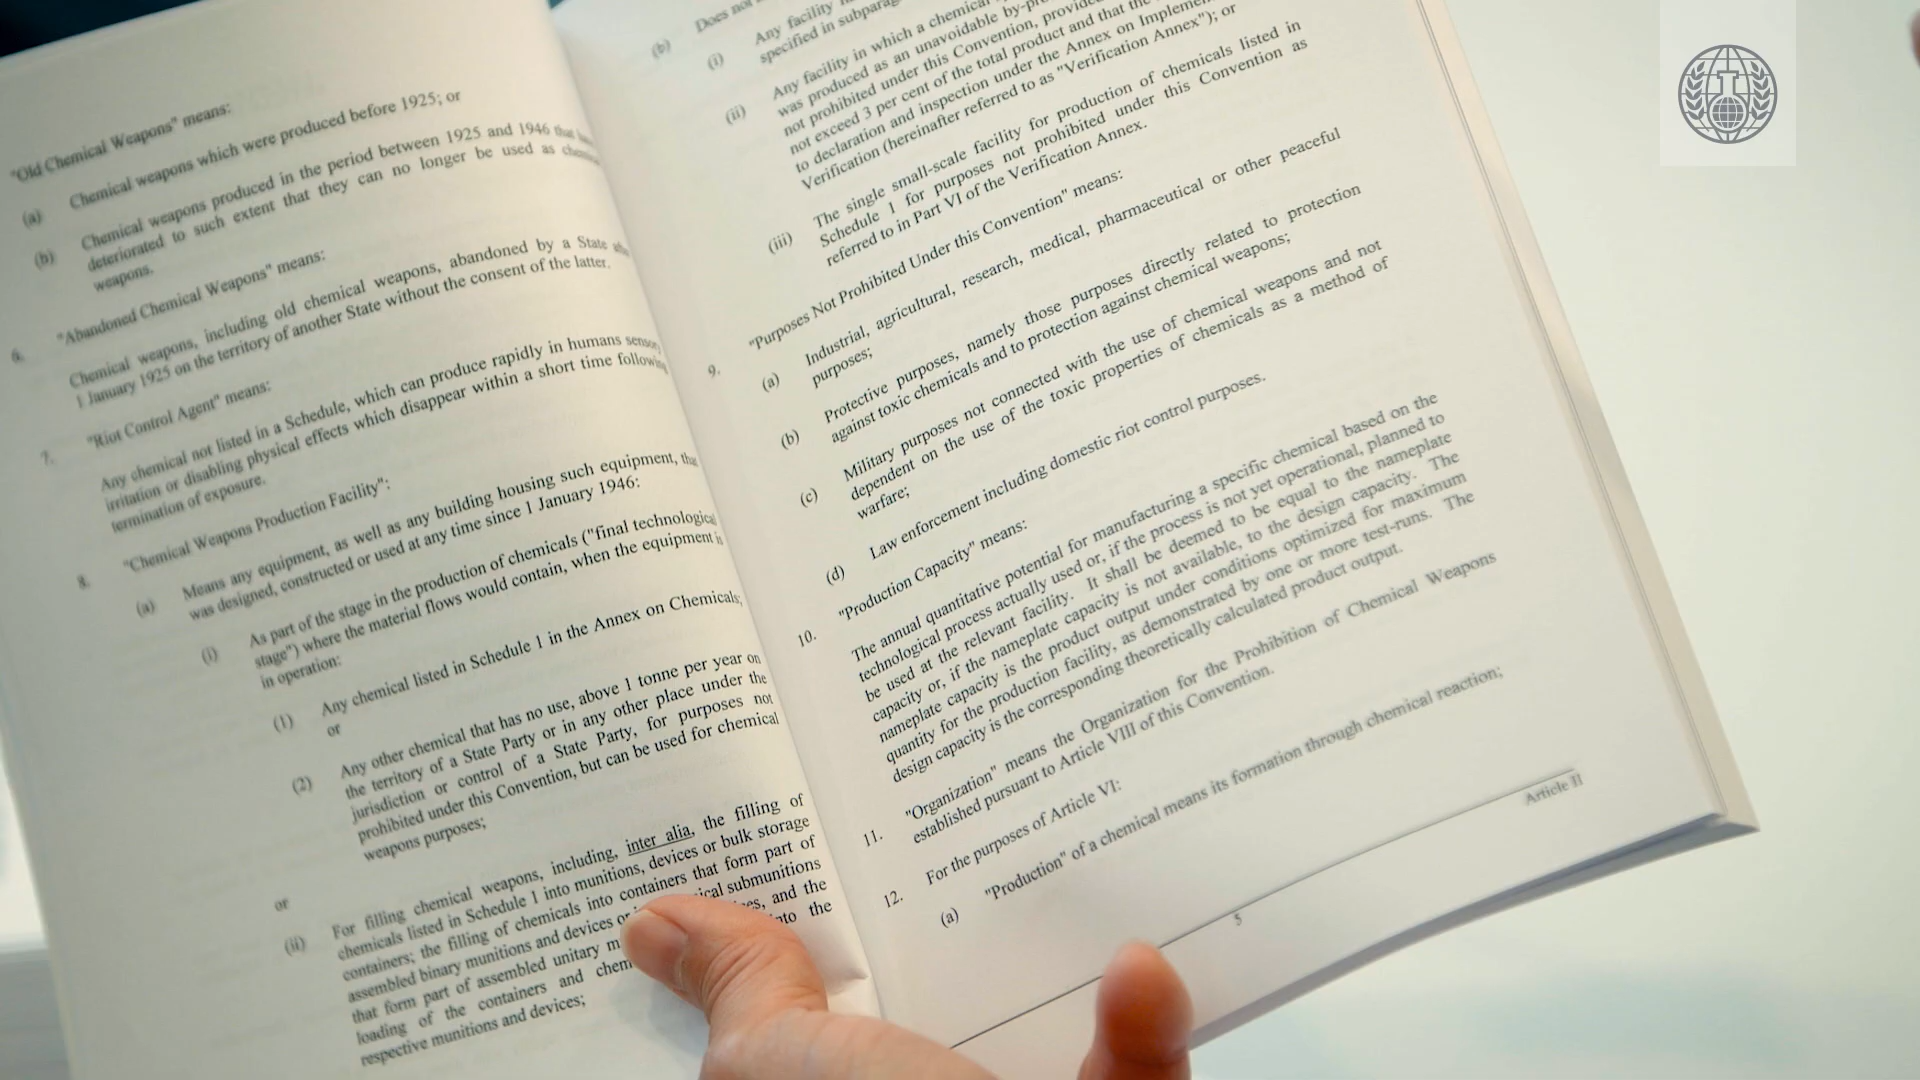 "Old Chemical Weapons" means:
(a) Chemical weapons which were produced before 1925; or
(b) Chemical weapons produced in the period between 1925 and 1946 that
deteriorated to such extent that they can no longer be used as
weapons.
6. "Abandoned Chemical Weapons" means:
Chemical weapons, including old chemical weapons, abandoned by a State
1 January 1925 on the territory of another State without the consent of the latter.
7. "Riot Control Agent" means:
Any chemical not listed in a Schedule, which can produce rapidly in humans
irritation or disabling physical effects which disappear within a short time
termination of exposure.
8. "Chemical Weapons Production Facility":
(a) Means any equipment, as well as any building housing such equipment,
was designed, constructed or used at any time since 1 January 1946:
(i) As part of the stage in the production of chemicals ("final technological
stage") where the material flows would contain, when the equipment is
in operation:
(1) Any chemical listed in Schedule 1 in the Annex on Chemicals;
or
(2) Any other chemical that has no use, above 1 tonne per year on
the territory of a State Party or in any other place under the
jurisdiction or control of a State Party, for purposes not
prohibited under this Convention, but can be used for chemical
weapons purposes;
or
(ii) For filling chemical weapons, including, inter alia, the filling of
chemicals listed in Schedule 1 into munitions, devices or bulk storage
containers; the filling of chemicals into containers that form part of
assembled binary munitions and devices or submunitions
that form part of assembled unitary and the
loading of the containers and the
respective munitions and devices;
(b) Does not
(i) Any facility
specified in
(ii) Any facility in which a chemical
was produced as an unavoidable
not prohibited under this Convention,
not exceed 3 per cent of the total product and that the
to declaration and inspection under the Annex on
Verification (hereinafter referred to as "Verification Annex"); or
(iii) The single small-scale facility for production of chemicals listed in
Schedule 1 for purposes not prohibited under this Convention as
referred to in Part VI of the Verification Annex.
9. "Purposes Not Prohibited Under this Convention" means:
(a) Industrial, agricultural, research, medical, pharmaceutical or other peaceful
purposes;
(b) Protective purposes, namely those purposes directly related to protection
against toxic chemicals and to protection against chemical weapons;
(c) Military purposes not connected with the use of chemical weapons and not
dependent on the use of the toxic properties of chemicals as a method of
warfare;
(d) Law enforcement including domestic riot control purposes.
10. "Production Capacity" means:
The annual quantitative potential for manufacturing a specific chemical based on the
technological process actually used or, if the process is not yet operational, planned to
be used at the relevant facility. It shall be deemed to be equal to the nameplate
capacity or, if the nameplate capacity is not available, to the design capacity. The
nameplate capacity is the product output under conditions optimized for maximum
quantity for the production facility, as demonstrated by one or more test-runs. The
design capacity is the corresponding theoretically calculated product output.
11. "Organization" means the Organization for the Prohibition of Chemical Weapons
established pursuant to Article VIII of this Convention.
12. For the purposes of Article VI:
(a) "Production" of a chemical means its formation through chemical reaction;
Article II
5